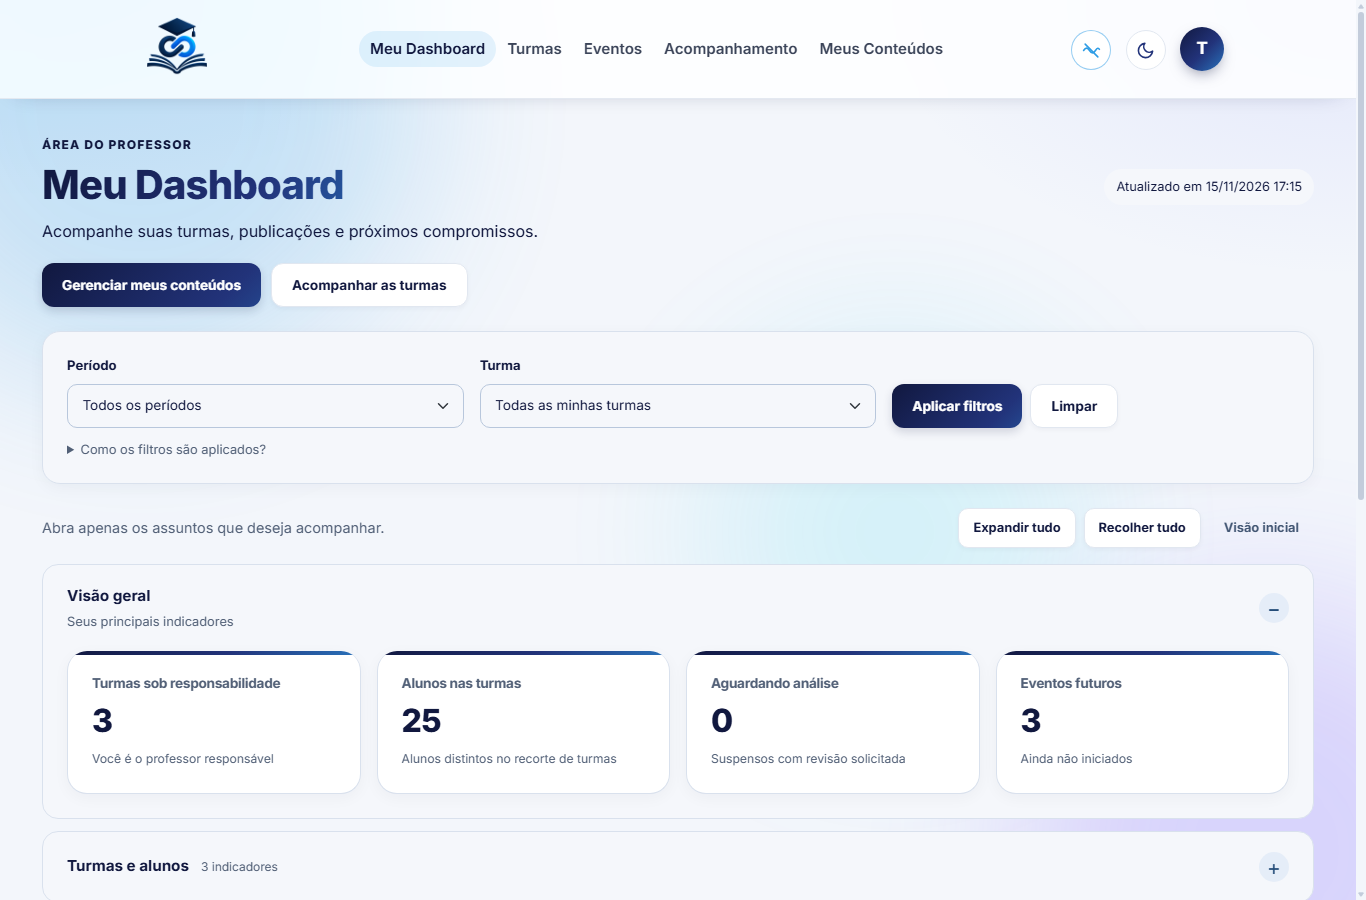 Meu Dashboard Turmas Eventos Acompanhamento Meus Conteúdos T
ÁREA DO PROFESSOR
Meu Dashboard
Atualizado em 15/11/2026 17:15
Acompanhe suas turmas, publicações e próximos compromissos.
Gerenciar meus conteúdos Acompanhar as turmas
Período Turma
Todos os períodos Todas as minhas turmas Aplicar filtros Limpar
Como os filtros são aplicados?
Abra apenas os assuntos que deseja acompanhar. Expandir tudo Recolher tudo Visão inicial
Visão geral
Seus principais indicadores
Turmas sob responsabilidade
3
Você é o professor responsável
Alunos nas turmas
25
Alunos distintos no recorte de turmas
Aguardando análise
0
Suspensos com revisão solicitada
Eventos futuros
3
Ainda não iniciados
Turmas e alunos 3 indicadores